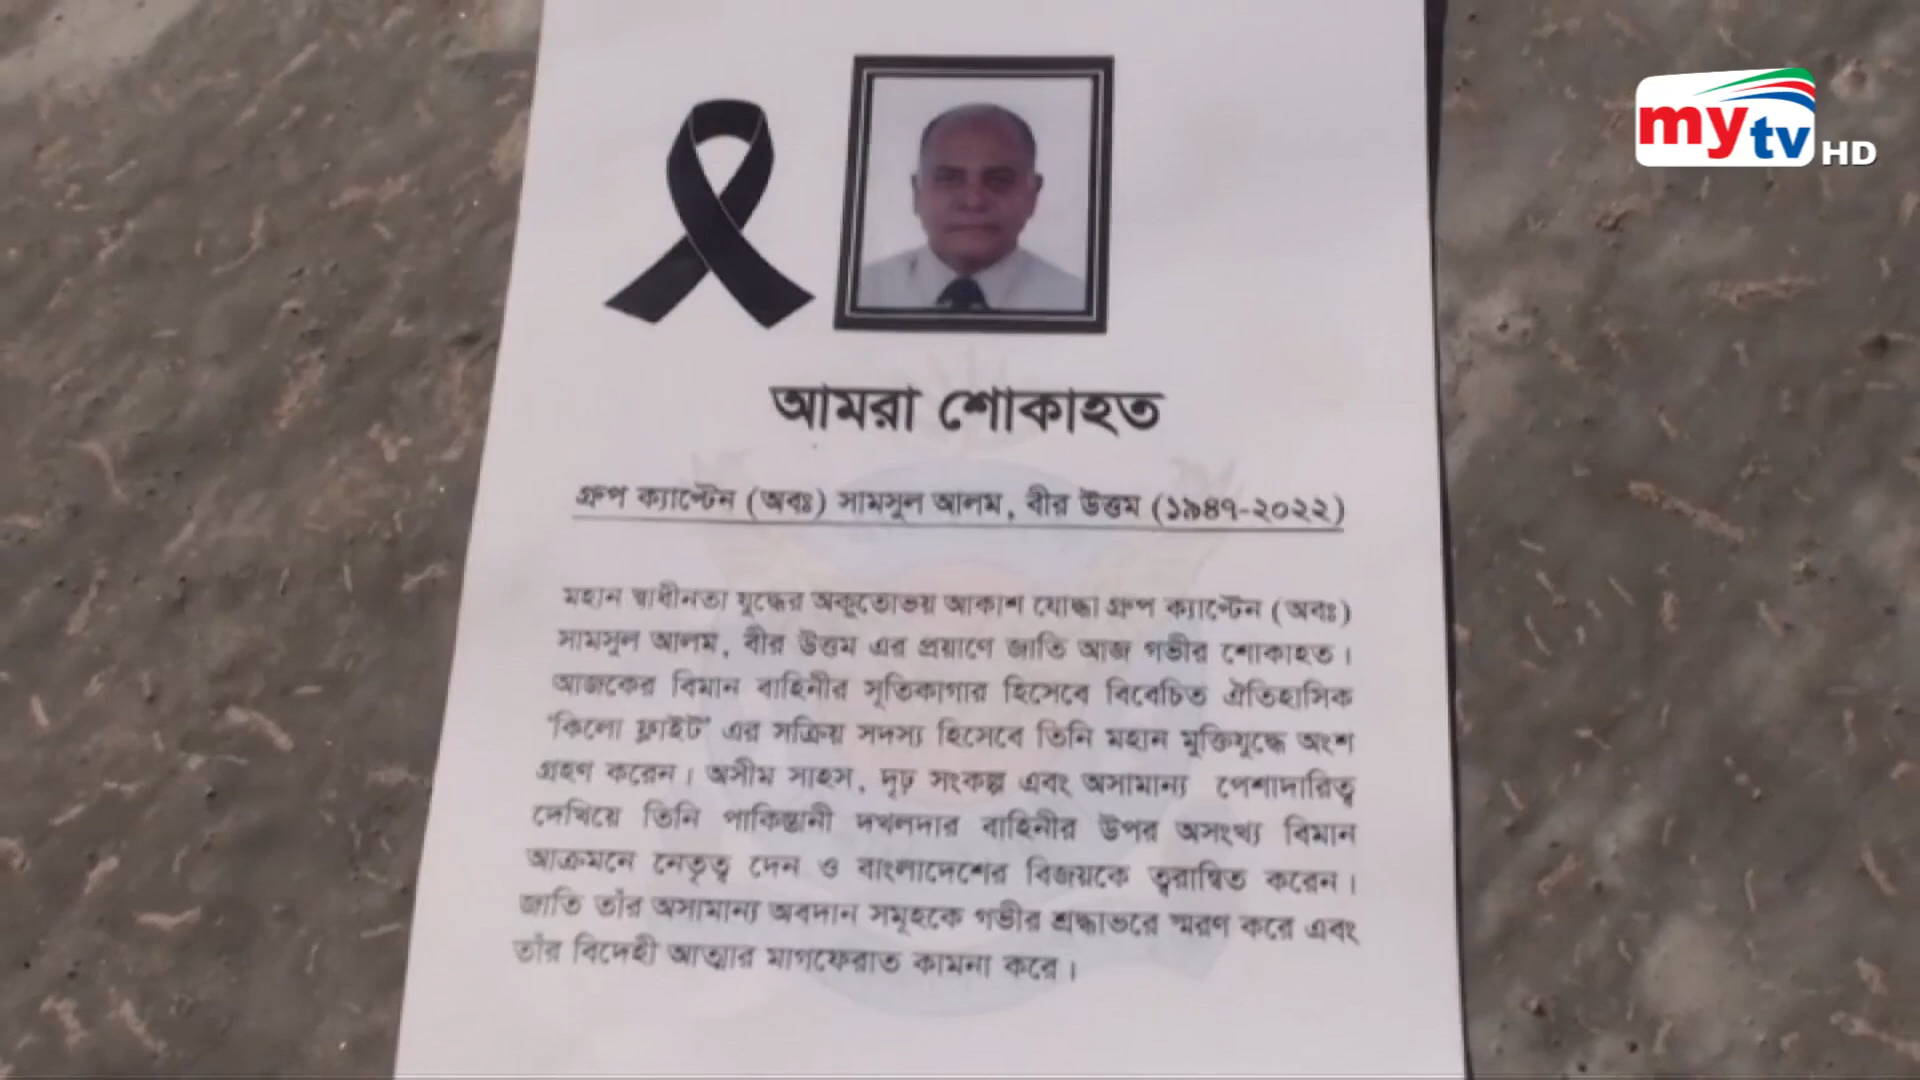 my tv HD
আমরা শোকাহত
গ্রুপ ক্যাপ্টেন (অবঃ) সামসুল আলম, বীর উত্তম (১৯৪৭-২০২২)
মহান স্বাধীনতা যুদ্ধের অকুতোভয় আকাশ যোদ্ধা গ্রুপ ক্যাপ্টেন (অবঃ)
সামসুল আলম, বীর উত্তম এর প্রয়াণে জাতি আজ গভীর শোকাহত।
আজকের বিমান বাহিনীর সূতিকাগার হিসেবে বিবেচিত ঐতিহাসিক
'কিলো ফ্লাইট' এর সক্রিয় সদস্য হিসেবে তিনি মহান মুক্তিযুদ্ধে অংশ
গ্রহণ করেন। অসীম সাহস, দৃঢ় সংকল্প এবং অসামান্য পেশাদারিত্ব
দেখিয়ে তিনি পাকিস্তানী দখলদার বাহিনীর উপর অসংখ্য বিমান
আক্রমনে নেতৃত্ব দেন ও বাংলাদেশের বিজয়কে ত্বরান্বিত করেন।
জাতি তাঁর অসামান্য অবদান সমূহকে গভীর শ্রদ্ধাভরে স্মরণ করে এবং
তাঁর বিদেহী আত্মার মাগফেরাত কামনা করে।